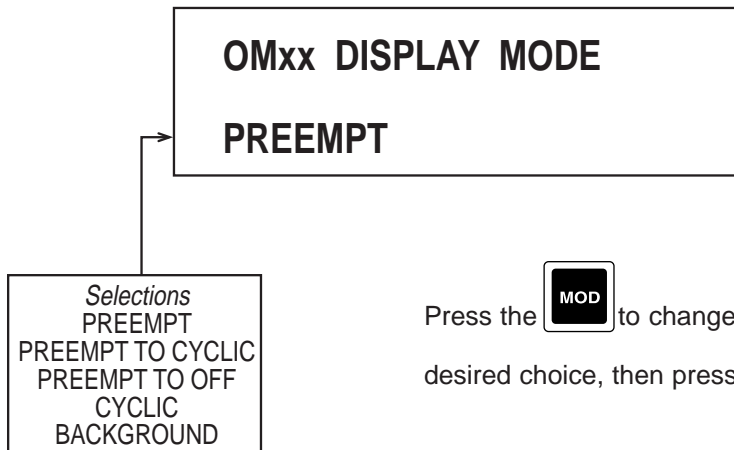 OMxx DISPLAY MODE
PREEMPT
Selections
PREEMPT
PREEMPT TO CYCLIC
PREEMPT TO OFF
CYCLIC
BACKGROUND
Press the MOD to change
desired choice, then press